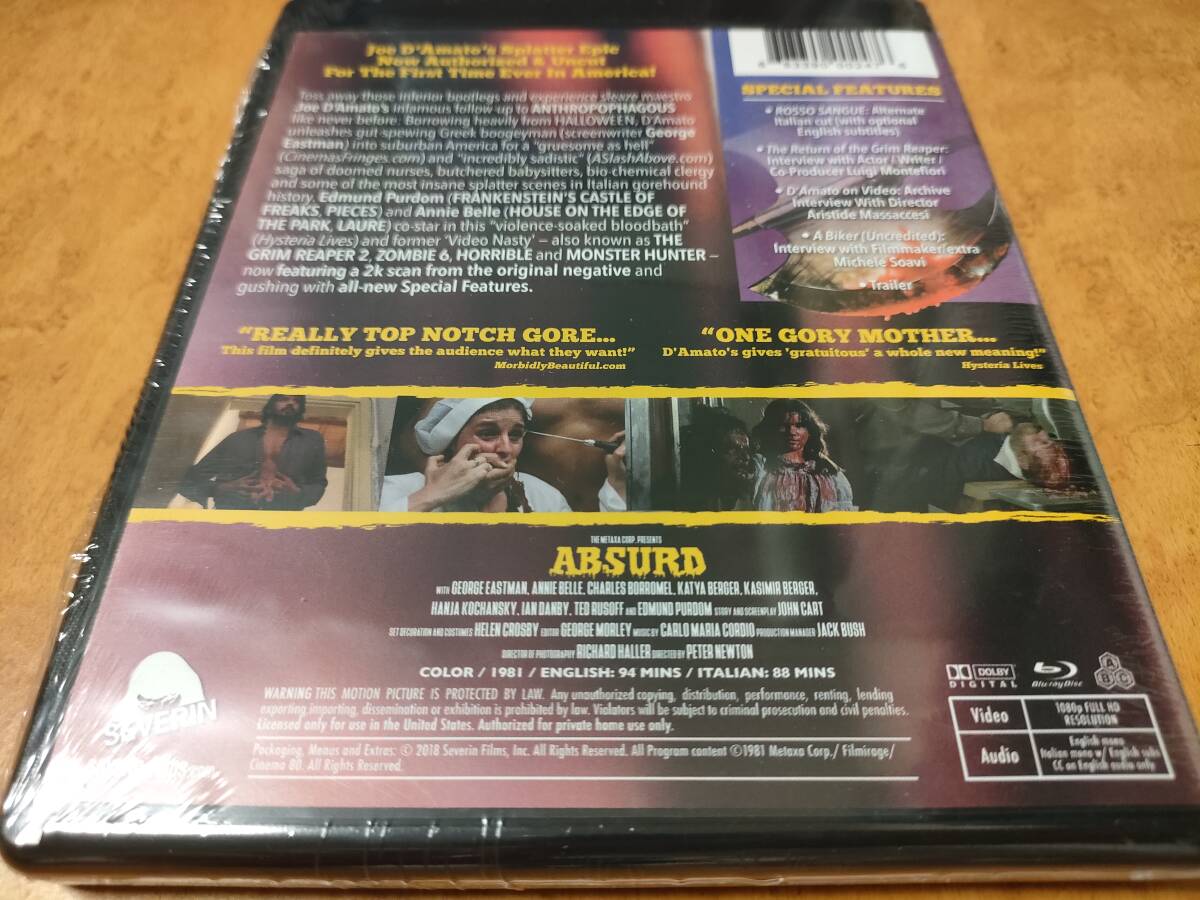 Joe D'Amato's Splatter Epic
Now Authorized & Uncut
For The First Time Ever In America!
Toss away those inferior bootlegs and experience sleaze maestro
Joe D'Amato's infamous follow up to ANTHROPOPHAGOUS
like never before: Borrowing heavily from HALLOWEEN, D'Amato
unleashes gut-spewing Greek boogeyman (screenwriter George
Eastman) into suburban America for a "gruesome as hell"
(CinemasFringes.com) and "incredibly sadistic" (ASlashAbove.com)
saga of doomed nurses, butchered babysitters, bio-chemical clergy
and some of the most insane splatter scenes in Italian gorehound
history. Edmund Purdom (FRANKENSTEIN'S CASTLE OF
FREAKS, PIECES) and Annie Belle (HOUSE ON THE EDGE OF
THE PARK, LAURE) co-star in this "violence-soaked bloodbath"
(Hysteria Lives) and former 'Video Nasty' – also known as THE
GRIM REAPER 2, ZOMBIE 6, HORRIBLE and MONSTER HUNTER –
now featuring a 2k scan from the original negative and
gushing with all-new Special Features.
SPECIAL FEATURES
• ROSSO SANGUE: Alternate
Italian cut (with optional
English subtitles)
• The Return of the Grim Reaper:
Interview with Actor / Writer /
Co-Producer Luigi Montefiori
• D'Amato on Video: Archive
Interview With Director
Aristide Massaccesi
• A Biker (Uncredited):
Interview with Filmmaker/extra
Michele Soavi
• Trailer
"REALLY TOP NOTCH GORE...
This film definitely gives the audience what they want!"
MorbidlyBeautiful.com
"ONE GORY MOTHER...
D'Amato's gives 'gratuitous' a whole new meaning!"
Hysteria Lives
THE METAXA CORP. PRESENTS
ABSURD
WITH GEORGE EASTMAN, ANNIE BELLE, CHARLES BORROMEL, KATYA BERGER, KASIMIR BERGER,
HANJA KOCHANSKY, IAN DANBY, TED RUSOFF AND EDMUND PURDOM STORY AND SCREENPLAY JOHN CART
SET DECORATION AND COSTUMES HELEN CROSBY EDITOR GEORGE MORLEY MUSIC BY CARLO MARIA CORDIO PRODUCTION MANAGER JACK BUSH
DIRECTOR OF PHOTOGRAPHY RICHARD HALLER DIRECTED BY PETER NEWTON
COLOR / 1981 / ENGLISH: 94 MINS / ITALIAN: 88 MINS
WARNING THIS MOTION PICTURE IS PROTECTED BY LAW. Any unauthorized copying, distribution, performance, renting, lending
exporting importing, dissemination or exhibition is prohibited by law. Violators will be subject to criminal prosecution and civil penalties.
Licensed only for use in the United States. Authorized for private home use only.
Packaging, Menus and Extras: © 2018 Severin Films, Inc. All Rights Reserved. All Program content ©1981 Metaxa Corp./ Filmirage/
Cinema 80. All Rights Reserved.
SEVERIN
DOLBY
DIGITAL
Blu-ray Disc
A
B C
Video
1080p FULL HD
RESOLUTION
Audio
English mono
Italian mono w/ English subs
CC on English audio only